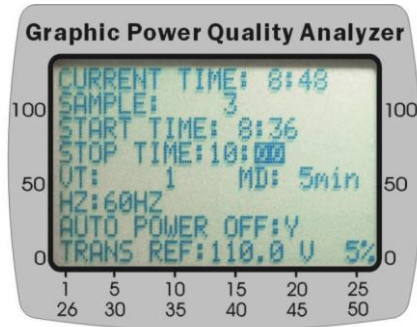 Graphic Power Quality Analyzer
CURRENT TIME: 8:48
100 SAMPLE: 3 100
START TIME: 8:36
STOP TIME:10:00
50 VT: 1 MD: 5min 50
HZ:60HZ
AUTO POWER OFF:Y
0 TRANS REF:110.0 V 5% 0
1 5 10 15 20 25
26 30 35 40 45 50